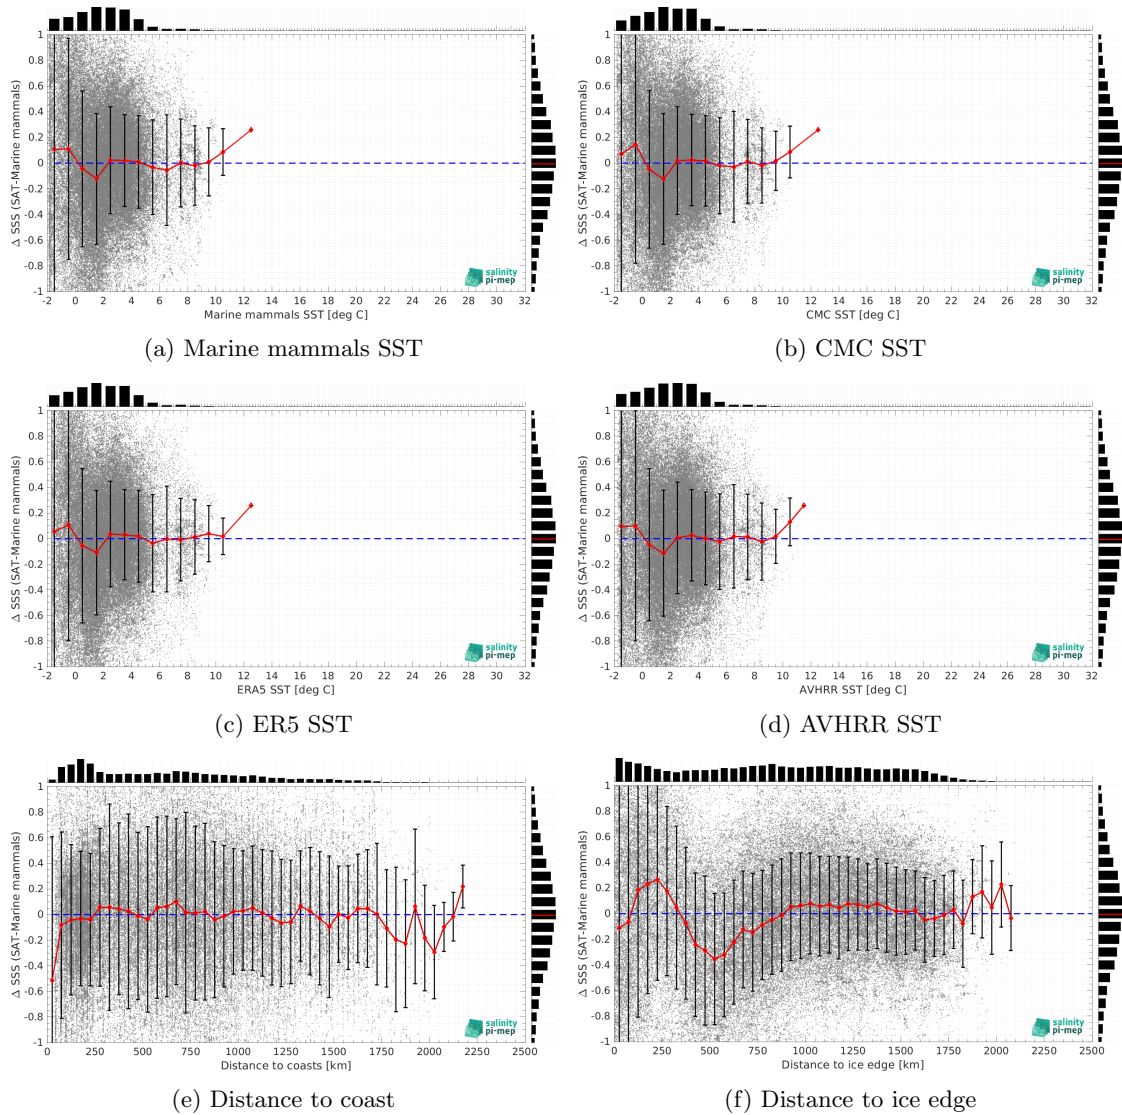 1
0.8
0.6
0.4
0.2
0
-0.2
-0.4
-0.6
-0.8
-1
Δ SSS (SAT-Marine mammals)
salinity
pi-mep
-2 0 2 4 6 8 10 12 14 16 18 20 22 24 26 28 30 32
Marine mammals SST [deg C]
(a) Marine mammals SST
1
0.8
0.6
0.4
0.2
0
-0.2
-0.4
-0.6
-0.8
-1
Δ SSS (SAT-Marine mammals)
salinity
pi-mep
-2 0 2 4 6 8 10 12 14 16 18 20 22 24 26 28 30 32
CMC SST [deg C]
(b) CMC SST
1
0.8
0.6
0.4
0.2
0
-0.2
-0.4
-0.6
-0.8
-1
Δ SSS (SAT-Marine mammals)
salinity
pi-mep
-2 0 2 4 6 8 10 12 14 16 18 20 22 24 26 28 30 32
ERA5 SST [deg C]
(c) ER5 SST
1
0.8
0.6
0.4
0.2
0
-0.2
-0.4
-0.6
-0.8
-1
Δ SSS (SAT-Marine mammals)
salinity
pi-mep
-2 0 2 4 6 8 10 12 14 16 18 20 22 24 26 28 30 32
AVHRR SST [deg C]
(d) AVHRR SST
1
0.8
0.6
0.4
0.2
0
-0.2
-0.4
-0.6
-0.8
-1
Δ SSS (SAT-Marine mammals)
salinity
pi-mep
0 250 500 750 1000 1250 1500 1750 2000 2250 2500
Distance to coasts [km]
(e) Distance to coast
1
0.8
0.6
0.4
0.2
0
-0.2
-0.4
-0.6
-0.8
-1
Δ SSS (SAT-Marine mammals)
salinity
pi-mep
0 250 500 750 1000 1250 1500 1750 2000 2250 2500
Distance to ice edge [km]
(f) Distance to ice edge